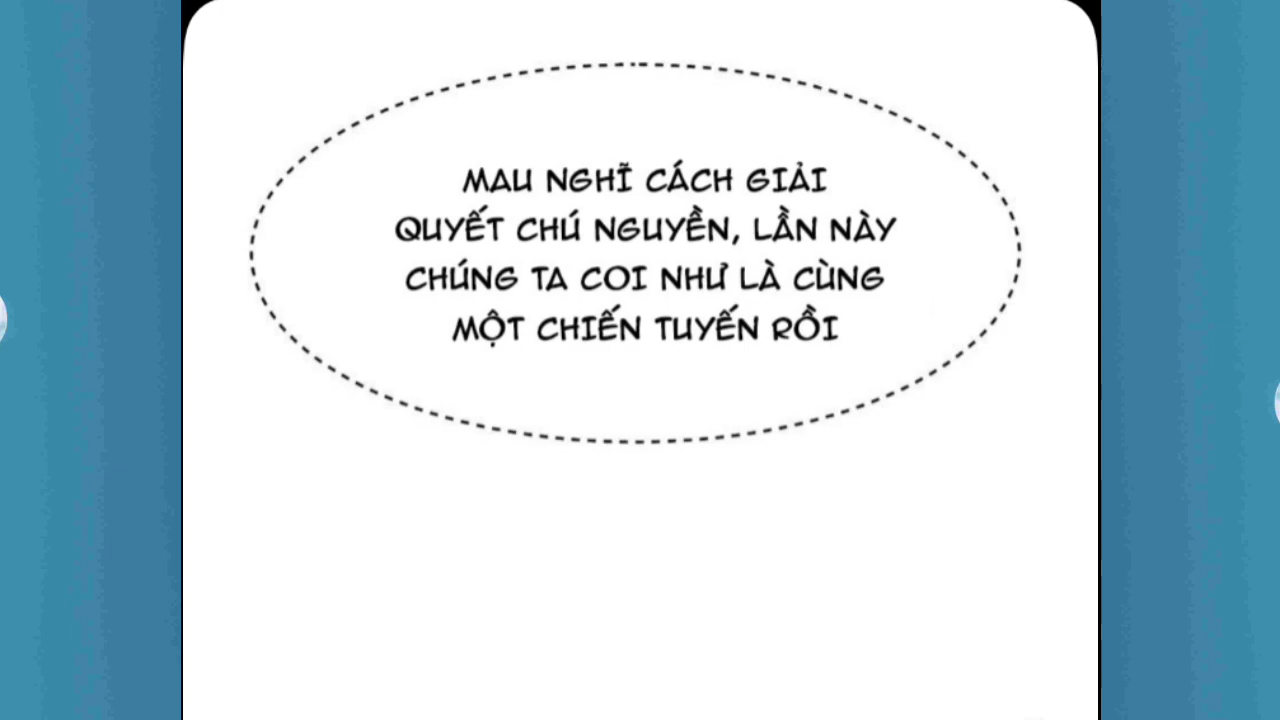 MAU NGHĨ CÁCH GIẢI
QUYẾT CHÚ NGUYỀN, LẦN NÀY
CHÚNG TA COI NHƯ LÀ CÙNG
MỘT CHIẾN TUYẾN RỒI